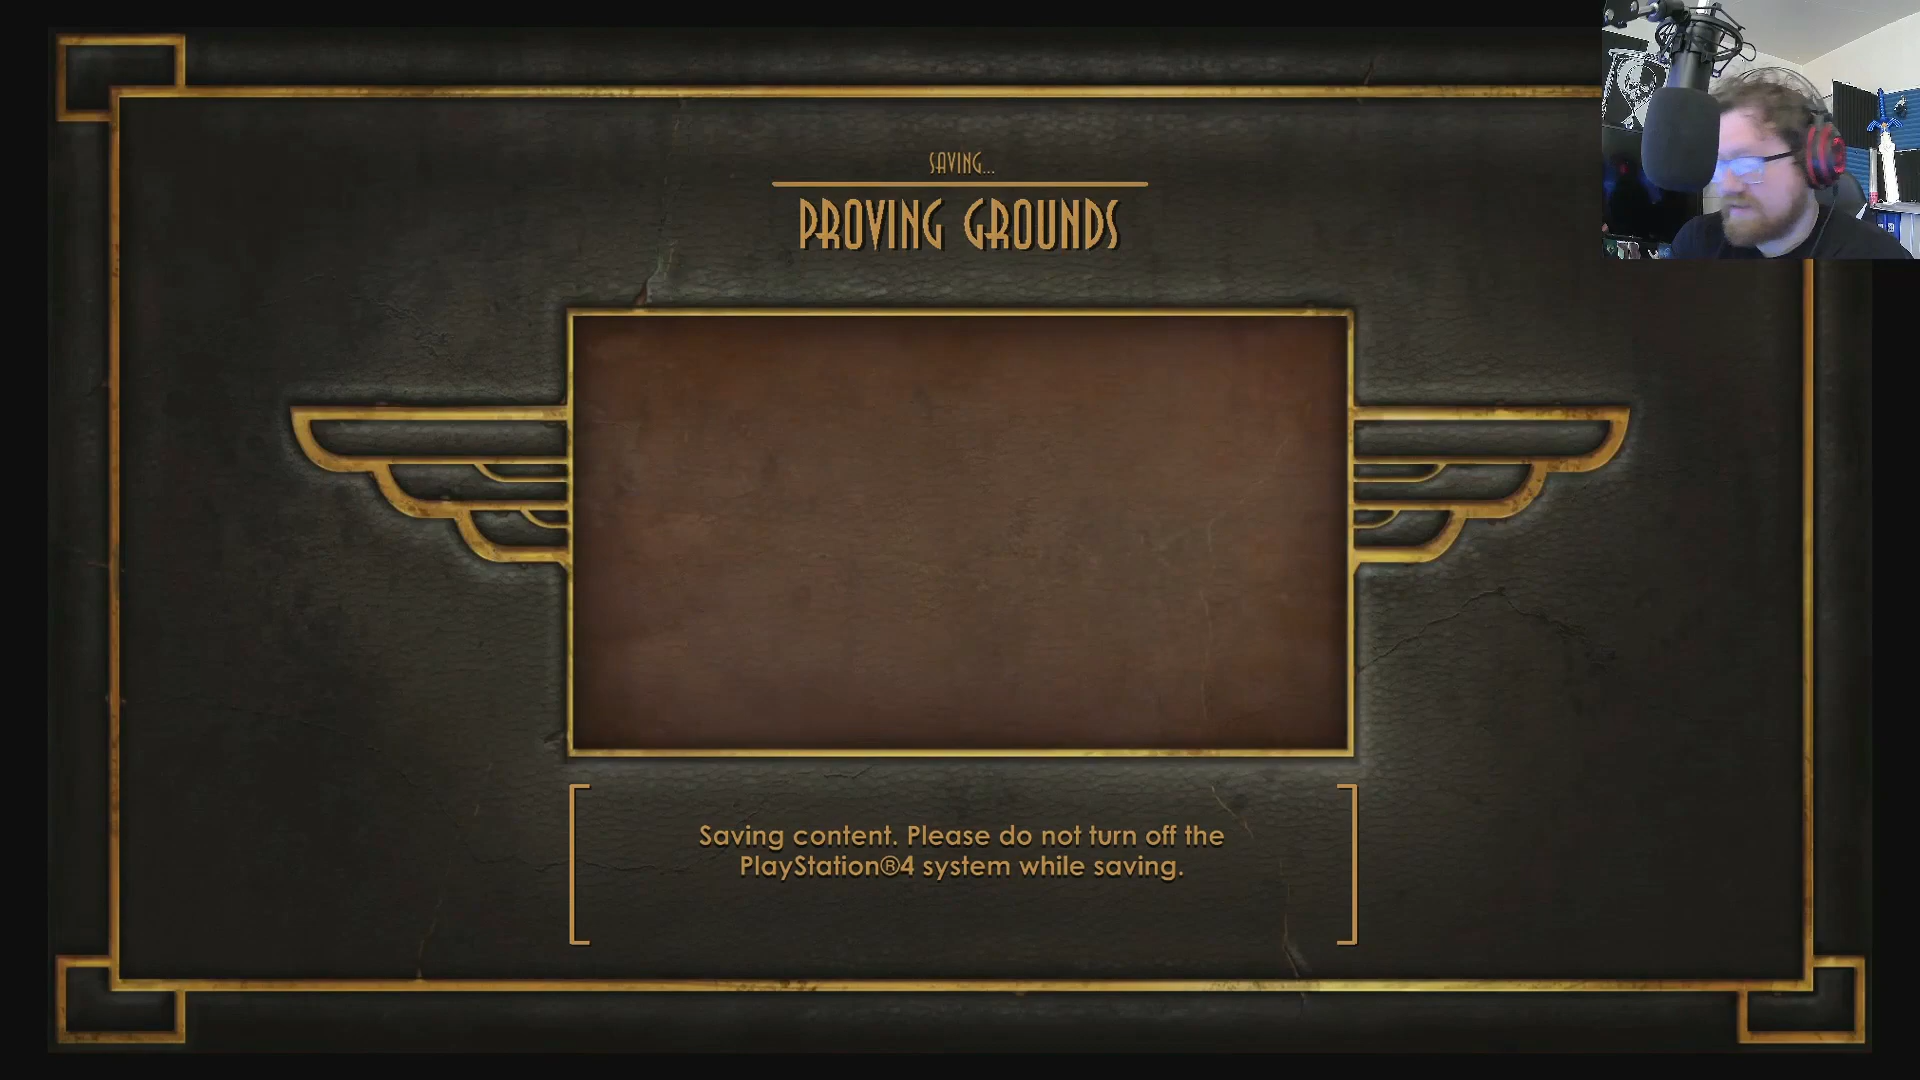 SAVING...
PROVING GROUNDS
Saving content. Please do not turn off the
PlayStation®4 system while saving.